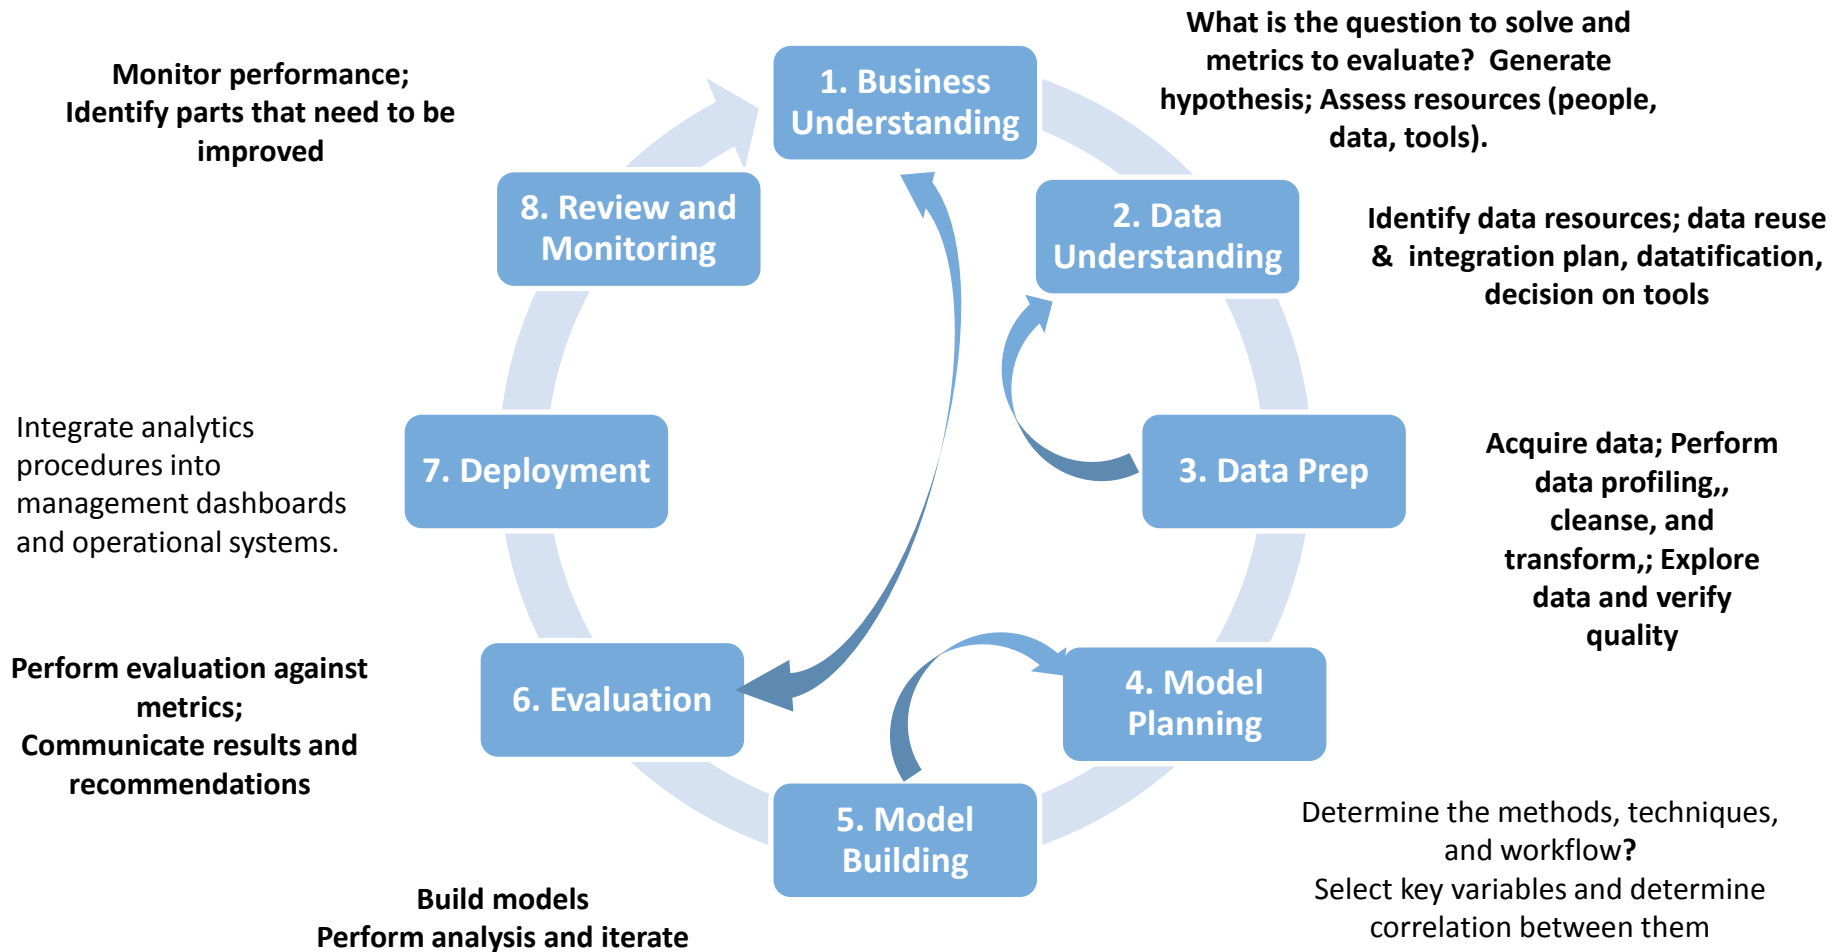 1. Business
Understanding
What is the question to solve and
metrics to evaluate? Generate
hypothesis; Assess resources (people,
data, tools).
2. Data
Understanding
Identify data resources; data reuse
& integration plan, datatification,
decision on tools
3. Data Prep
Acquire data; Perform
data profiling,,
cleanse, and
transform,; Explore
data and verify
quality
4. Model
Planning
Determine the methods, techniques,
and workflow?
Select key variables and determine
correlation between them
5. Model
Building
Build models
Perform analysis and iterate
6. Evaluation
Perform evaluation against
metrics;
Communicate results and
recommendations
7. Deployment
Integrate analytics
procedures into
management dashboards
and operational systems.
8. Review and
Monitoring
Monitor performance;
Identify parts that need to be
improved